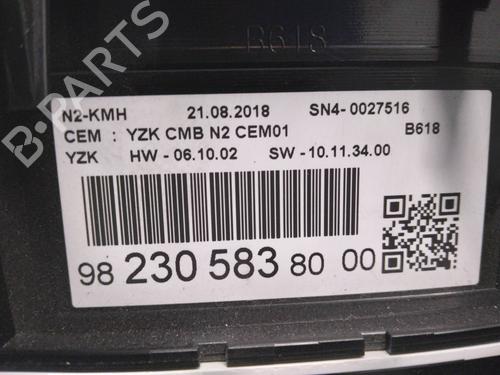 B618
N2-KMH 21.08.2018 SN4- 0027516
CEM : YZK CMB N2 CEM01 B618
YZK HW - 06.10.02 SW - 10.11.34.00
98 230 583 80 00
B-PARTS